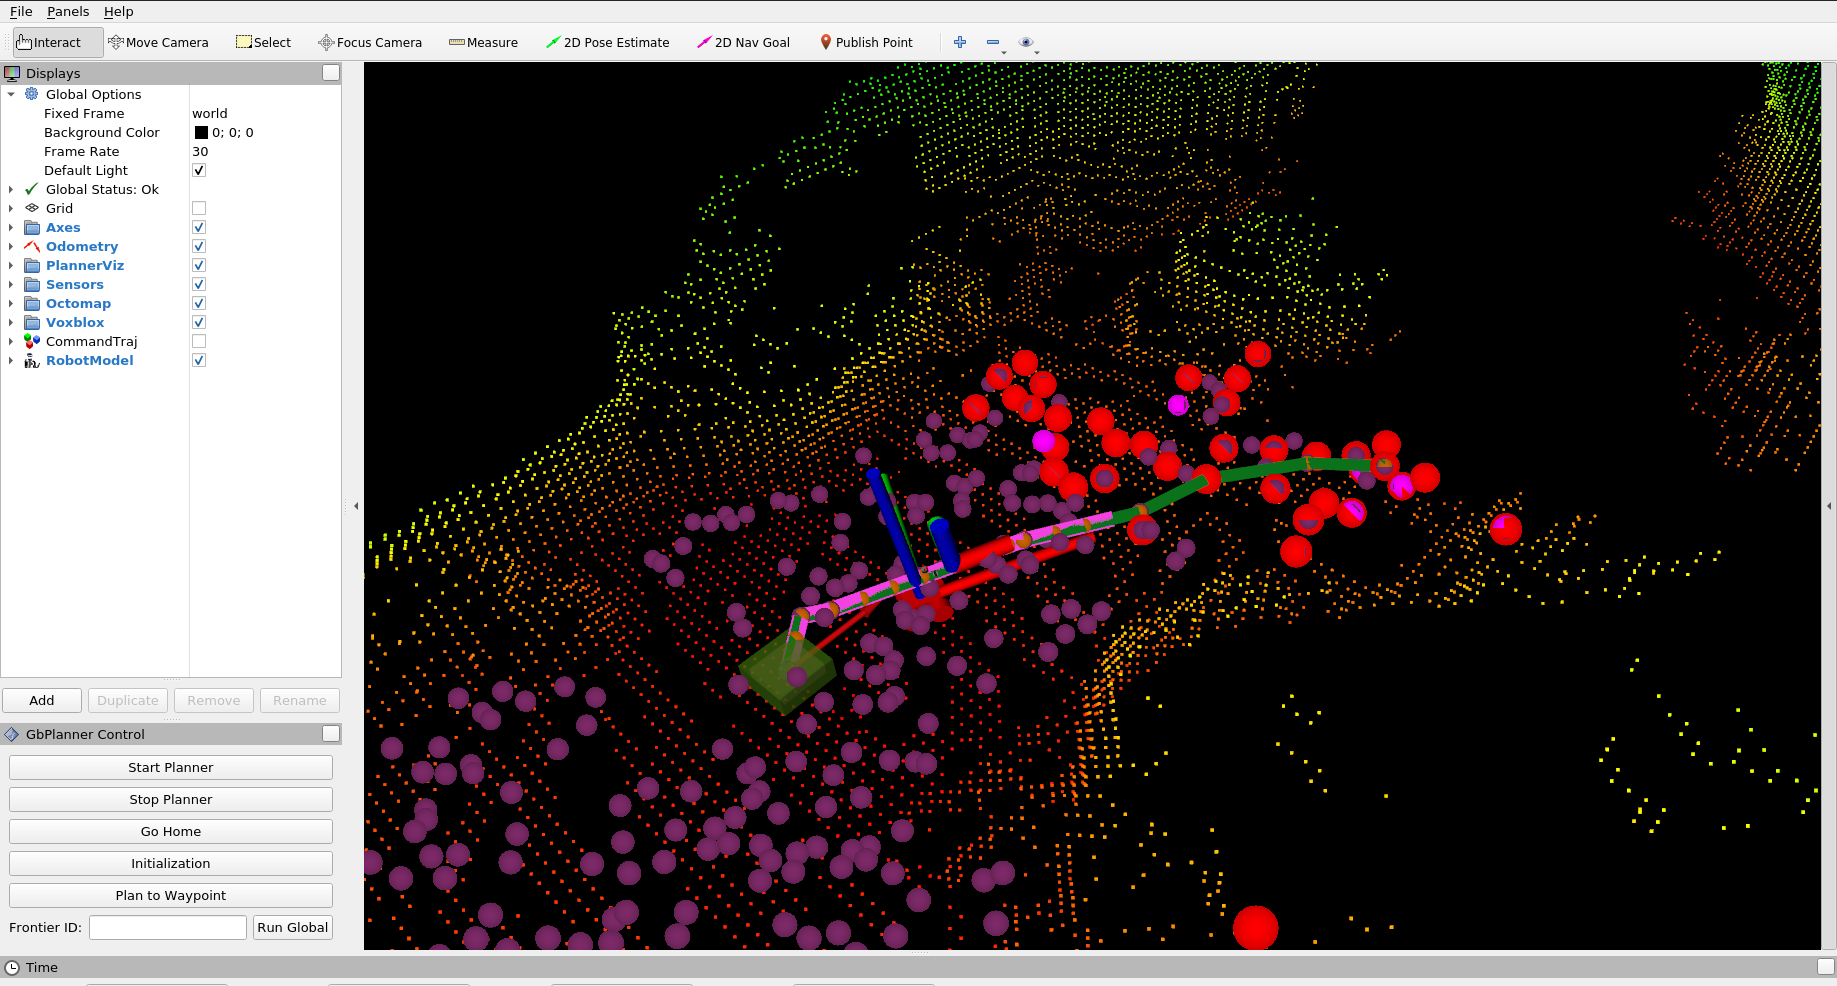 File Panels Help
Interact Move Camera Select Focus Camera Measure 2D Pose Estimate 2D Nav Goal Publish Point
Displays
Global Options
Fixed Frame world
Background Color 0; 0; 0
Frame Rate 30
Default Light
Global Status: Ok
Grid
Axes
Odometry
PlannerViz
Sensors
Octomap
Voxblox
CommandTraj
RobotModel
Add Duplicate Remove Rename
GbPlanner Control
Start Planner
Stop Planner
Go Home
Initialization
Plan to Waypoint
Frontier ID: Run Global
Time